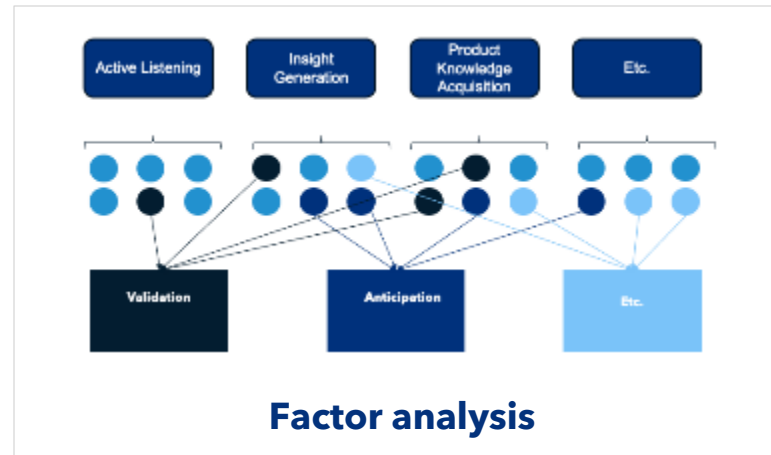 Active Listening
Insight
Generation
Product
Knowledge
Acquisition
Etc.
Validation
Anticipation
Etc.
Factor analysis